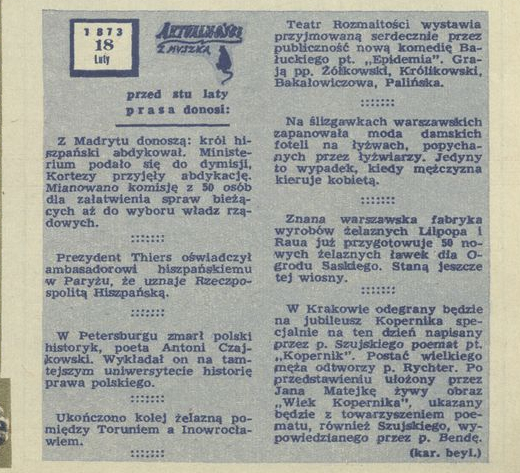 1873
18
Luty
AKTUALNOŚCI
Z MYSZKĄ
przed stu laty
prasa donosi:
Z Madrytu donoszą: król hi-
szpański abdykował. Ministe-
rium podało się do dymisji,
Kortezy przyjęły abdykację.
Mianowano komisję z 50 osób
dla załatwienia spraw bieżą-
cych aż do wyboru władz rzą-
dowych.
Prezydent Thiers oświadczył
ambasadorowi hiszpańskiemu
w Paryżu, że uznaje Rzeczpo-
spolitą Hiszpańską.
W Petersburgu zmarł polski
historyk, poeta Antoni Czaj-
kowski. Wykładał on na tam-
tejszym uniwersytecie historię
prawa polskiego.
Ukończono kolej żelazną po-
między Toruniem a Inowrocła-
wiem.
Teatr Rozmaitości wystawia
przyjmowaną serdecznie przez
publiczność nową komedię Ba-
łuckiego pt. „Epidemia". Gra-
ją pp. Żółkowski, Królikowski,
Bakałowiczowa, Palińska.
Na ślizgawkach warszawskich
zapanowała moda damskich
foteli na łyżwach, popycha-
nych przez łyżwiarzy. Jedyny
to wypadek, kiedy mężczyzna
kieruje kobietą.
Znana warszawska fabryka
wyrobów żelaznych Lilpopa i
Raua już przygotowuje 50 no-
wych żelaznych ławek dla O-
grodu Saskiego. Staną jeszcze
tej wiosny.
W Krakowie odegrany będzie
na jubileusz Kopernika spe-
cjalnie na ten dzień napisany
przez p. Szujskiego poemat pt.
„Kopernik". Postać wielkiego
męża odtworzy p. Rychter. Po
przedstawieniu ułożony przez
Jana Matejkę żywy obraz
„Wiek Kopernika", ukazany
będzie z towarzyszeniem poe-
matu, również Szujskiego, wy-
powiedzianego przez p. Bendę.
(kar. beyl.)